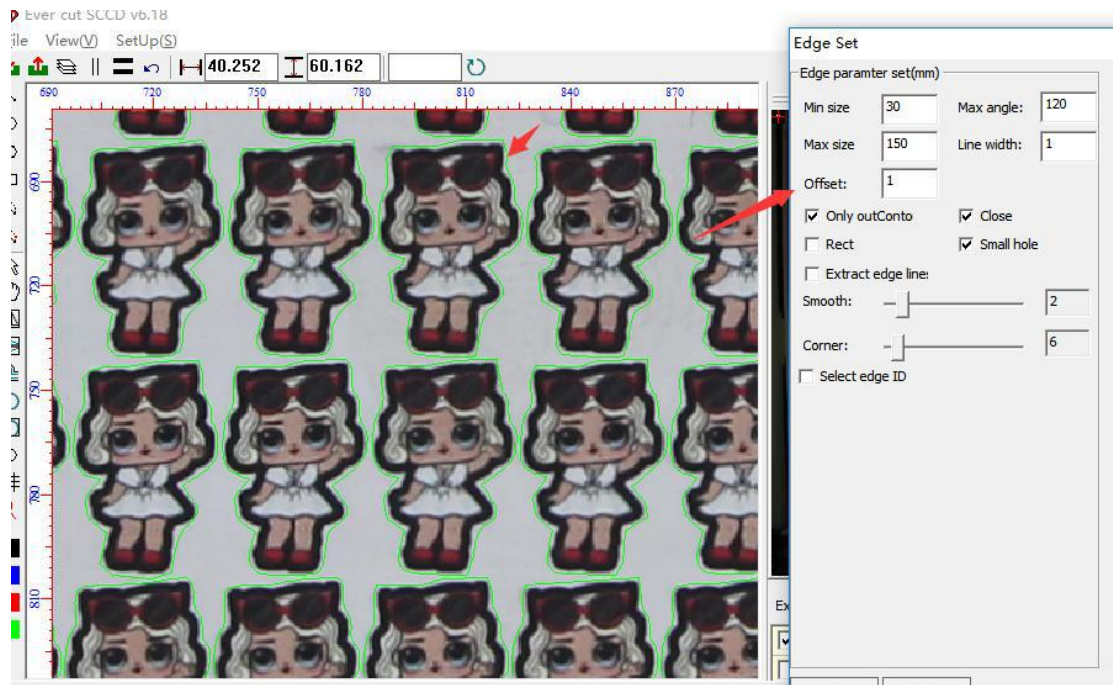 Ever cut SCCD v6.18
File View(V) SetUp(S)
40.252 60.162
690 720 750 780 810 840 870
690
720
750
780
810
Edge Set
Edge paramter set(mm)
Min size 30 Max angle: 120
Max size 150 Line width: 1
Offset: 1
Only outConto Close
Rect Small hole
Extract edge line:
Smooth: 2
Corner: 6
Select edge ID
Ex